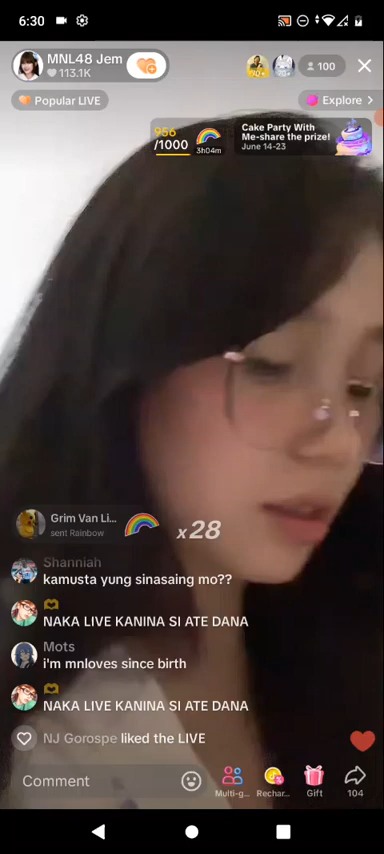 6:30
MNL48 Jem
113.1K
100
Popular LIVE
Explore >
956
/1000
3h04m
Cake Party With
Me-share the prize!
June 14-23
Grim Van Li...
sent Rainbow
x28
Shanniah
kamusta yung sinasaing mo??
NAKA LIVE KANINA SI ATE DANA
Mots
i'm mnloves since birth
NAKA LIVE KANINA SI ATE DANA
NJ Gorospe liked the LIVE
Comment
Multi-g...
Rechar...
Gift
104